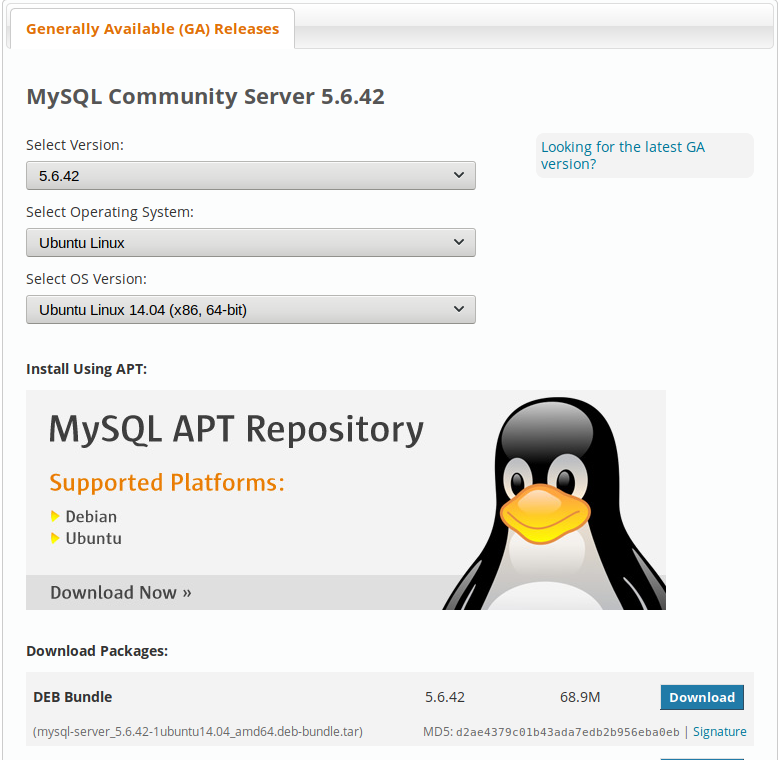 Generally Available (GA) Releases
MySQL Community Server 5.6.42
Select Version:
Looking for the latest GA
version?
5.6.42
Select Operating System:
Ubuntu Linux
Select OS Version:
Ubuntu Linux 14.04 (x86, 64-bit)
Install Using APT:
MySQL APT Repository
Supported Platforms:
Debian
Ubuntu
Download Now »
Download Packages:
DEB Bundle 5.6.42 68.9M Download
(mysql-server_5.6.42-1ubuntu14.04_amd64.deb-bundle.tar) MD5: d2ae4379c01b43ada7edb2b956eba0eb | Signature